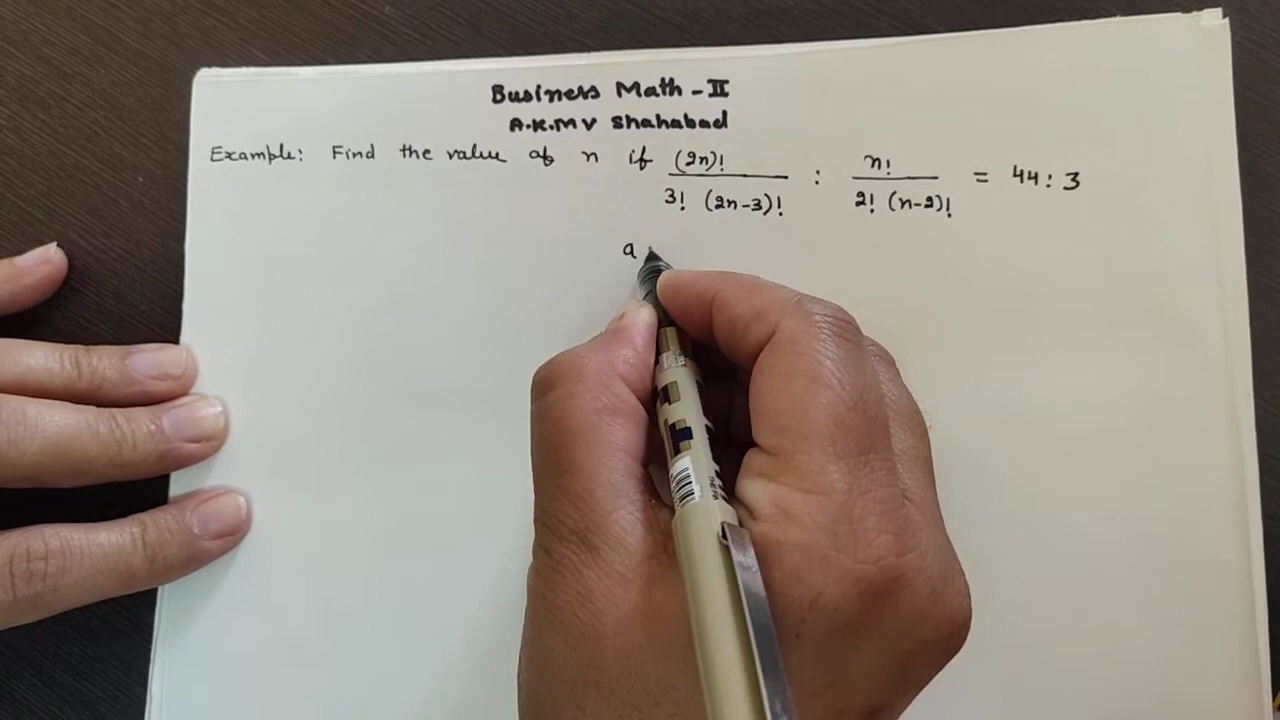 Business Math - II
A.K.M V Shahabad
Example: Find the value of n if (2n)! / 3! (2n-3)! : n! / 2! (n-2)! = 44 : 3
a